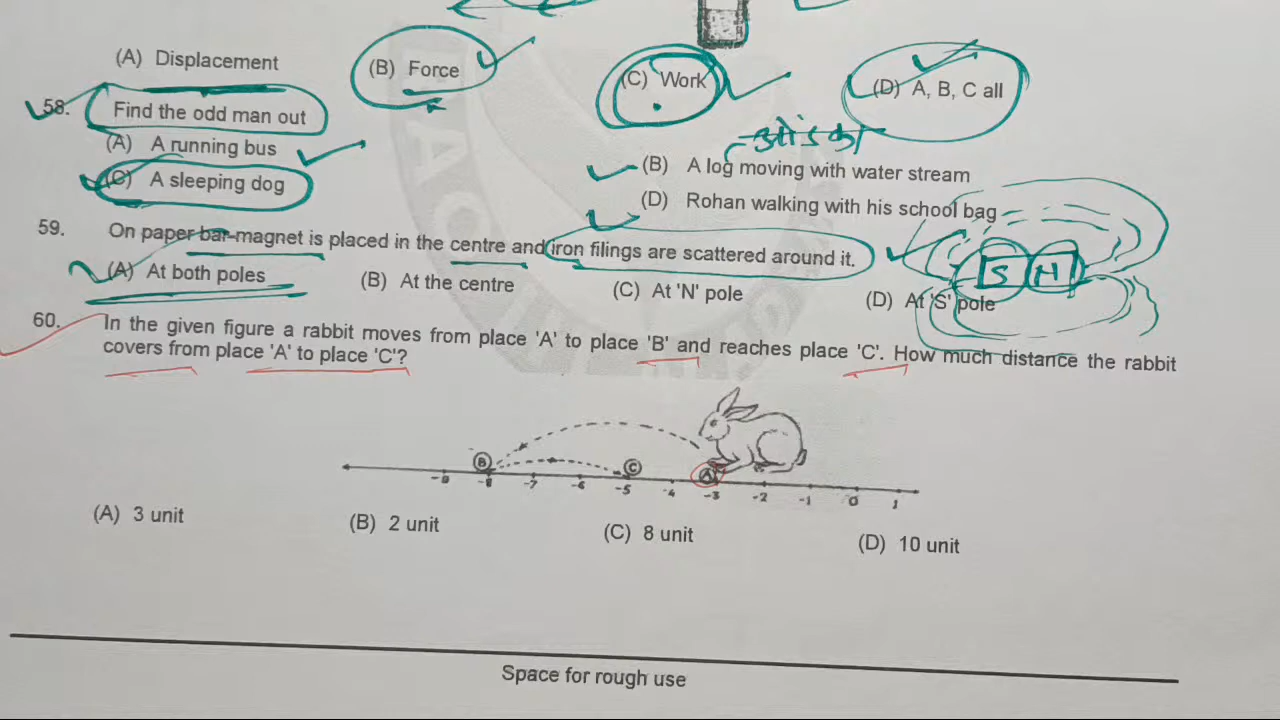 (A) Displacement (B) Force (C) Work (D) A, B, C all
58. Find the odd man out
(A) A running bus (B) A log moving with water stream
(C) A sleeping dog (D) Rohan walking with his school bag
59. On paper bar-magnet is placed in the centre and iron filings are scattered around it.
(A) At both poles (B) At the centre (C) At 'N' pole (D) At 'S' pole
S N
60. In the given figure a rabbit moves from place 'A' to place 'B' and reaches place 'C'. How much distance the rabbit
covers from place 'A' to place 'C'?
B C A
-9 -8 -7 -6 -5 -4 -3 -2 -1 0 1
(A) 3 unit (B) 2 unit (C) 8 unit (D) 10 unit
Space for rough use